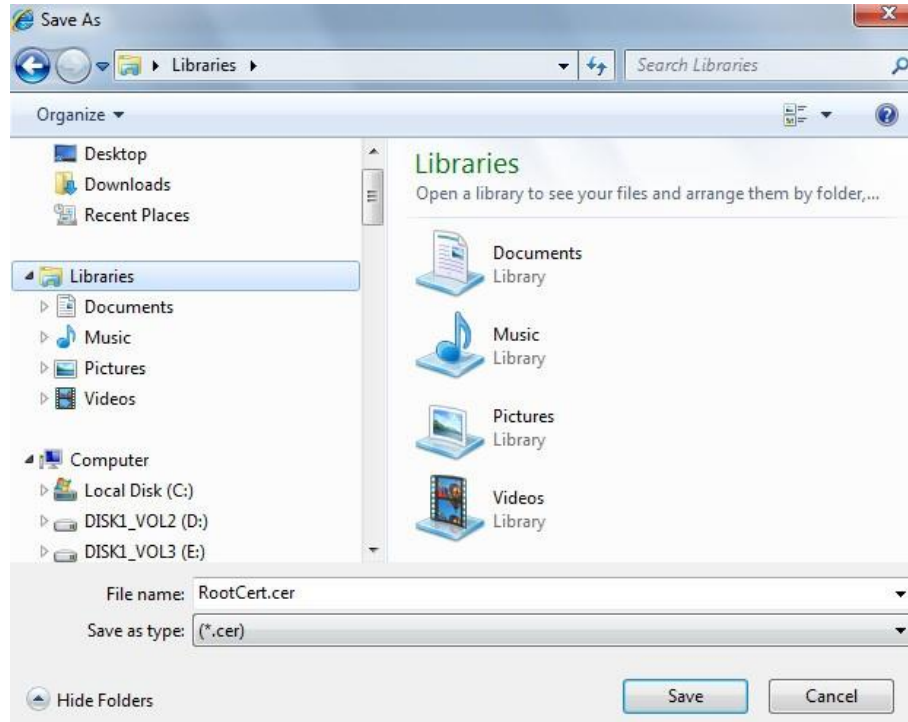 Save As
Libraries
Search Libraries
Organize
Desktop
Downloads
Recent Places
Libraries
Documents
Music
Pictures
Videos
Computer
Local Disk (C:)
DISK1_VOL2 (D:)
DISK1_VOL3 (E:)
Libraries
Open a library to see your files and arrange them by folder,...
Documents
Library
Music
Library
Pictures
Library
Videos
Library
File name: RootCert.cer
Save as type: (*.cer)
Hide Folders
Save
Cancel